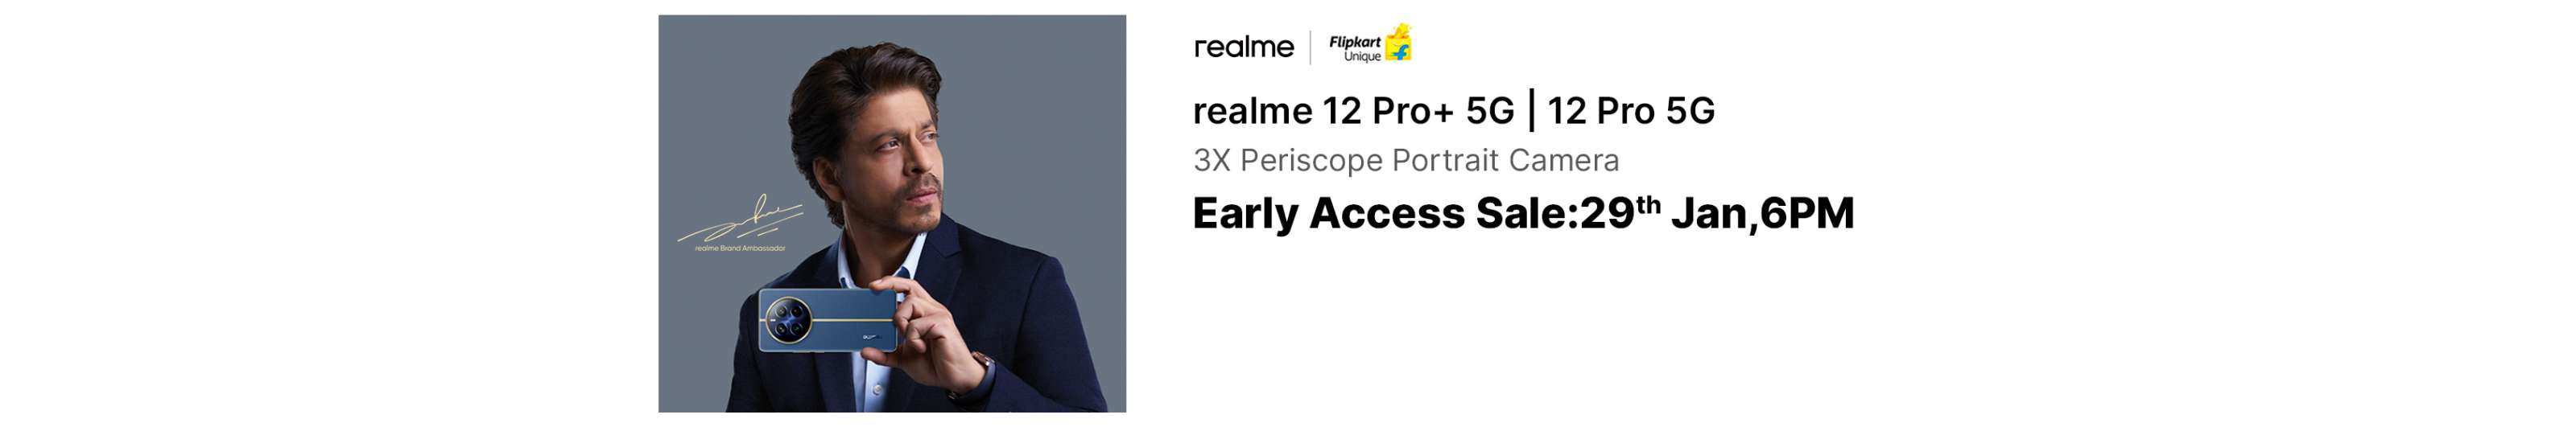 realme
Flipkart
Unique
realme 12 Pro+ 5G | 12 Pro 5G
3X Periscope Portrait Camera
Early Access Sale:29th Jan,6PM
realme Brand Ambassador